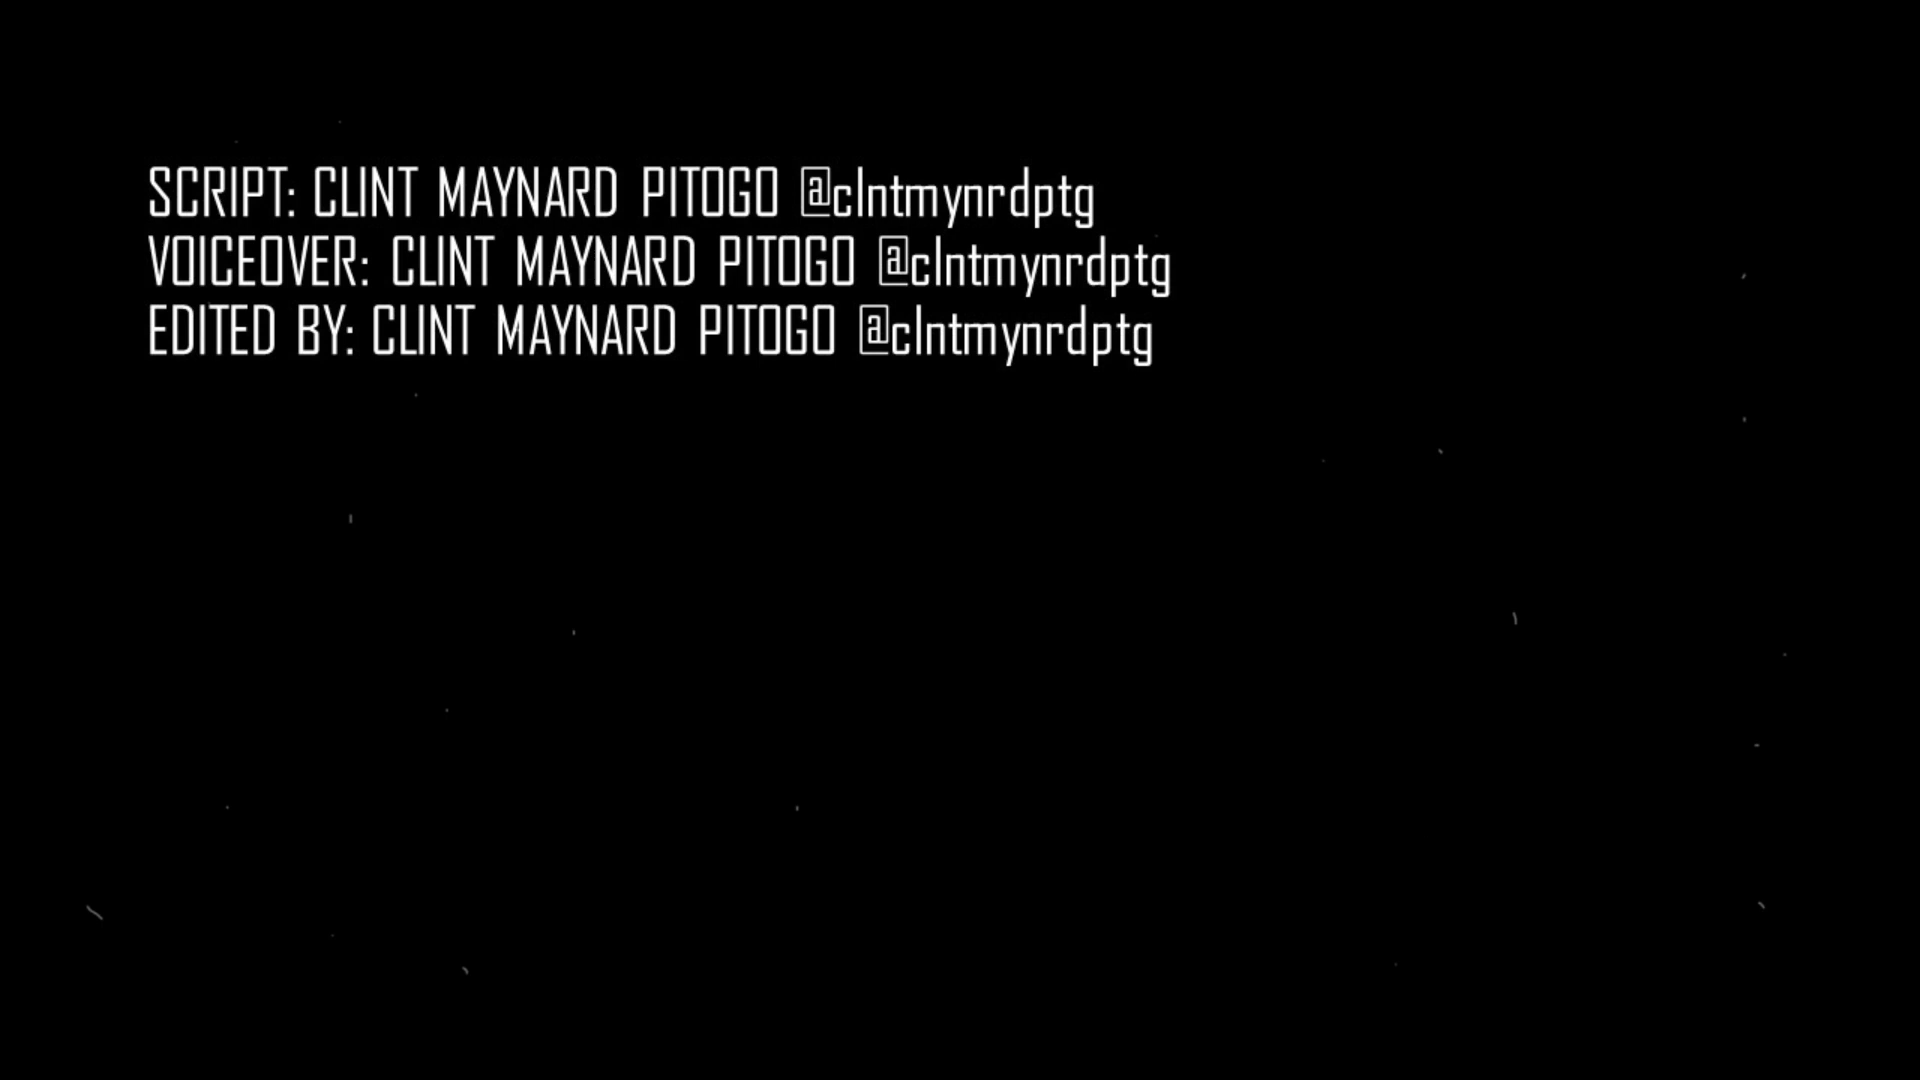 SCRIPT: CLINT MAYNARD PITOGO @clntmynrdptg
VOICEOVER: CLINT MAYNARD PITOGO @clntmynrdptg
EDITED BY: CLINT MAYNARD PITOGO @clntmynrdptg